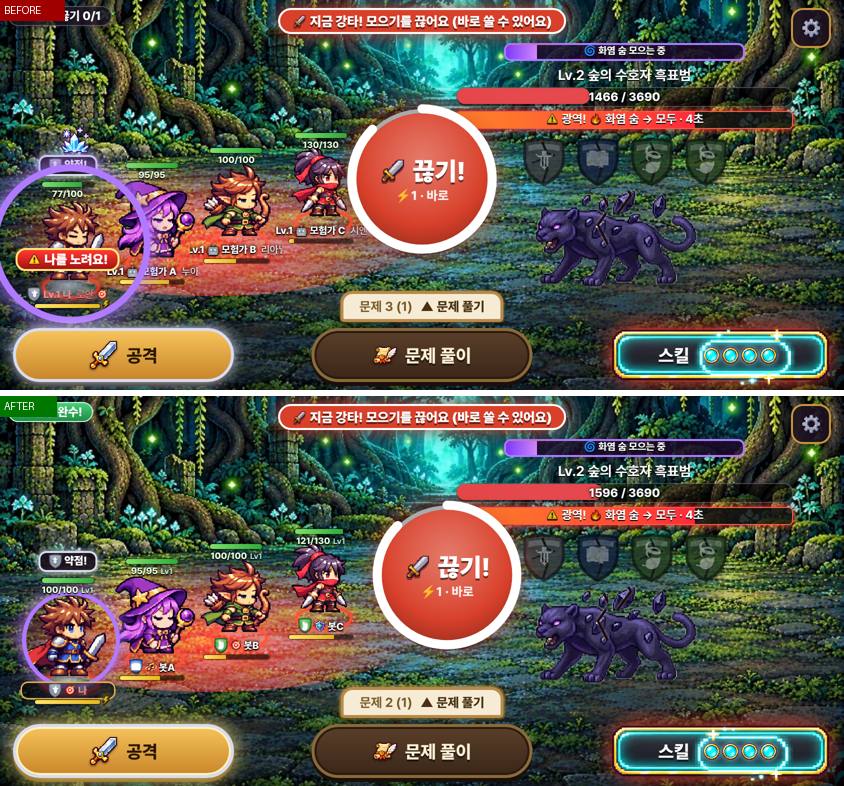 BEFORE
끊기 0/1
지금 강타! 모으기를 끊어요 (바로 쓸 수 있어요)
화염 숨 모으는 중
Lv.2 숲의 수호자 흑표범
1466 / 3690
광역! 화염 숨 → 모두 · 4초
130/130
100/100
95/95
약점!
77/100
끊기!
1 · 바로
Lv.1 모험가 C 시엔
Lv.1 모험가 B 리아
Lv.1 모험가 A 누아
나를 노려요!
Lv.1 나
문제 3 (1) ▲ 문제 풀기
공격
문제 풀이
스킬
AFTER
완수!
지금 강타! 모으기를 끊어요 (바로 쓸 수 있어요)
화염 숨 모으는 중
Lv.2 숲의 수호자 흑표범
1596 / 3690
광역! 화염 숨 → 모두 · 4초
121/130 Lv1
100/100 Lv1
95/95 Lv1
약점!
100/100 Lv1
끊기!
1 · 바로
봇C
봇B
봇A
나
문제 2 (1) ▲ 문제 풀기
공격
문제 풀이
스킬